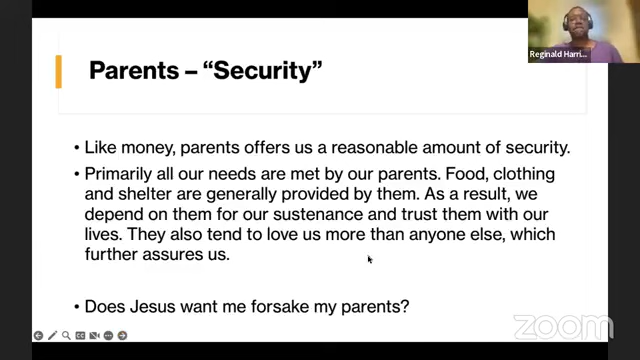 Reginald Harri...
Parents – “Security”
• Like money, parents offers us a reasonable amount of security.
• Primarily all our needs are met by our parents. Food, clothing
and shelter are generally provided by them. As a result, we
depend on them for our sustenance and trust them with our
lives. They also tend to love us more than anyone else, which
further assures us.
• Does Jesus want me forsake my parents?
CC
zoom